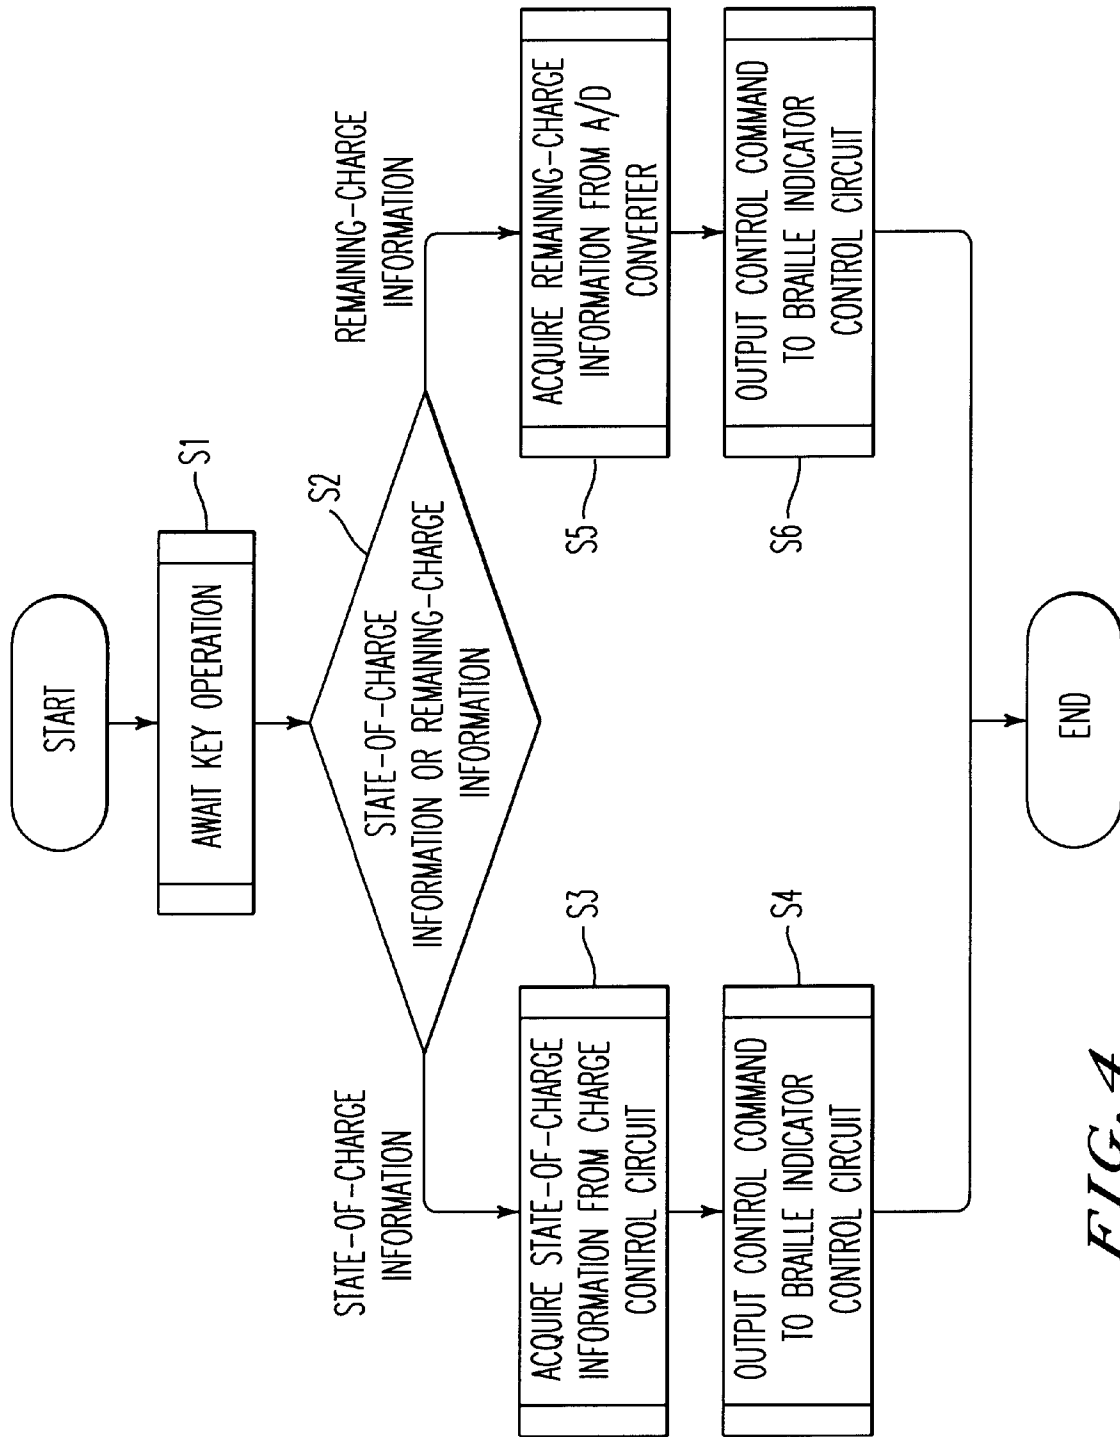 START
AWAIT KEY OPERATION
S1
STATE-OF-CHARGE
INFORMATION OR REMAINING-CHARGE
INFORMATION
S2
STATE-OF-CHARGE
INFORMATION
REMAINING-CHARGE
INFORMATION
ACQUIRE STATE-OF-CHARGE
INFORMATION FROM CHARGE
CONTROL CIRCUIT
S3
OUTPUT CONTROL COMMAND
TO BRAILLE INDICATOR
CONTROL CIRCUIT
S4
ACQUIRE REMAINING-CHARGE
INFORMATION FROM A/D
CONVERTER
S5
OUTPUT CONTROL COMMAND
TO BRAILLE INDICATOR
CONTROL CIRCUIT
S6
END
FIG. 4